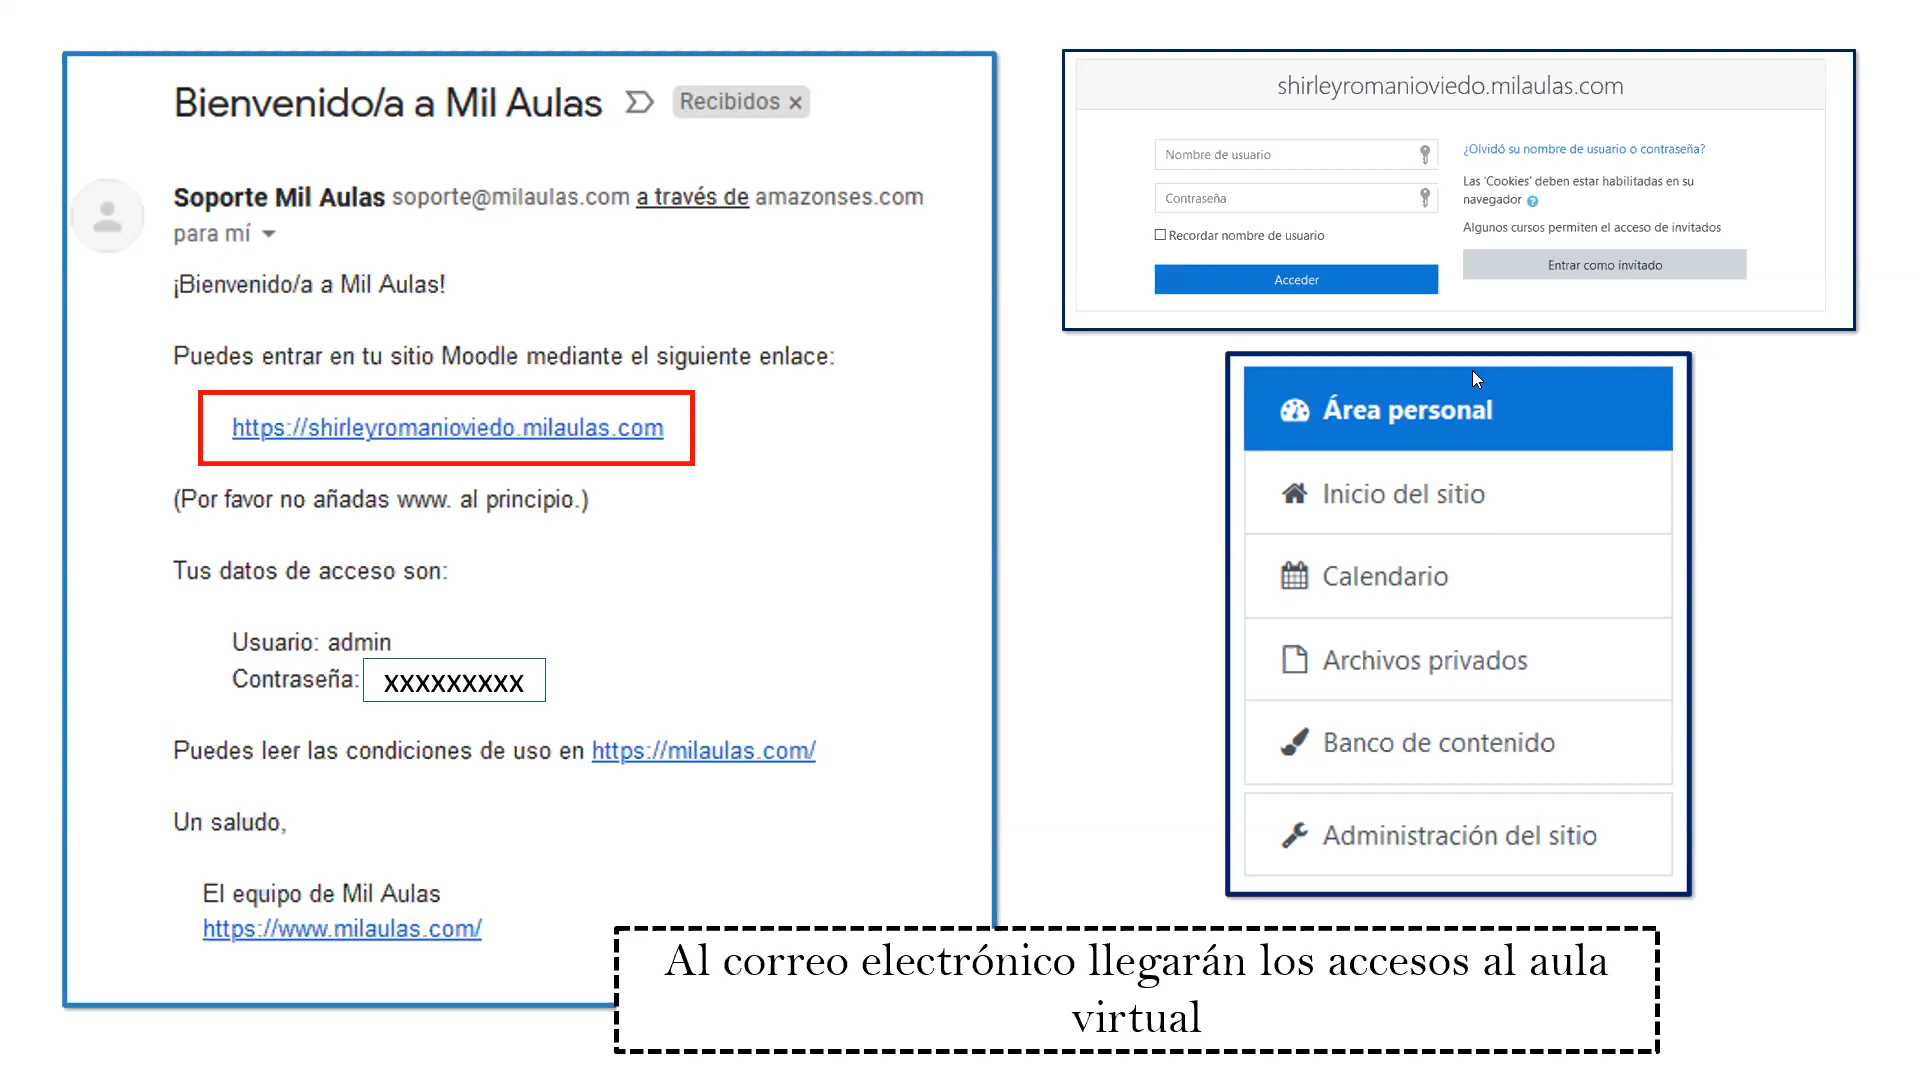 Bienvenido/a a Mil Aulas
Recibidos ×
Soporte Mil Aulas soporte@milaulas.com a través de amazonses.com
para mí
¡Bienvenido/a a Mil Aulas!
Puedes entrar en tu sitio Moodle mediante el siguiente enlace:
https://shirleyromanioviedo.milaulas.com
(Por favor no añadas www. al principio.)
Tus datos de acceso son:
Usuario: admin
Contraseña: XXXXXXXXX
Puedes leer las condiciones de uso en https://milaulas.com/
Un saludo,
El equipo de Mil Aulas
https://www.milaulas.com/
shirleyromanioviedo.milaulas.com
Nombre de usuario
Contraseña
Recordar nombre de usuario
Acceder
¿Olvidó su nombre de usuario o contraseña?
Las 'Cookies' deben estar habilitadas en su
navegador ?
Algunos cursos permiten el acceso de invitados
Entrar como invitado
Área personal
Inicio del sitio
Calendario
Archivos privados
Banco de contenido
Administración del sitio
Al correo electrónico llegarán los accesos al aula
virtual